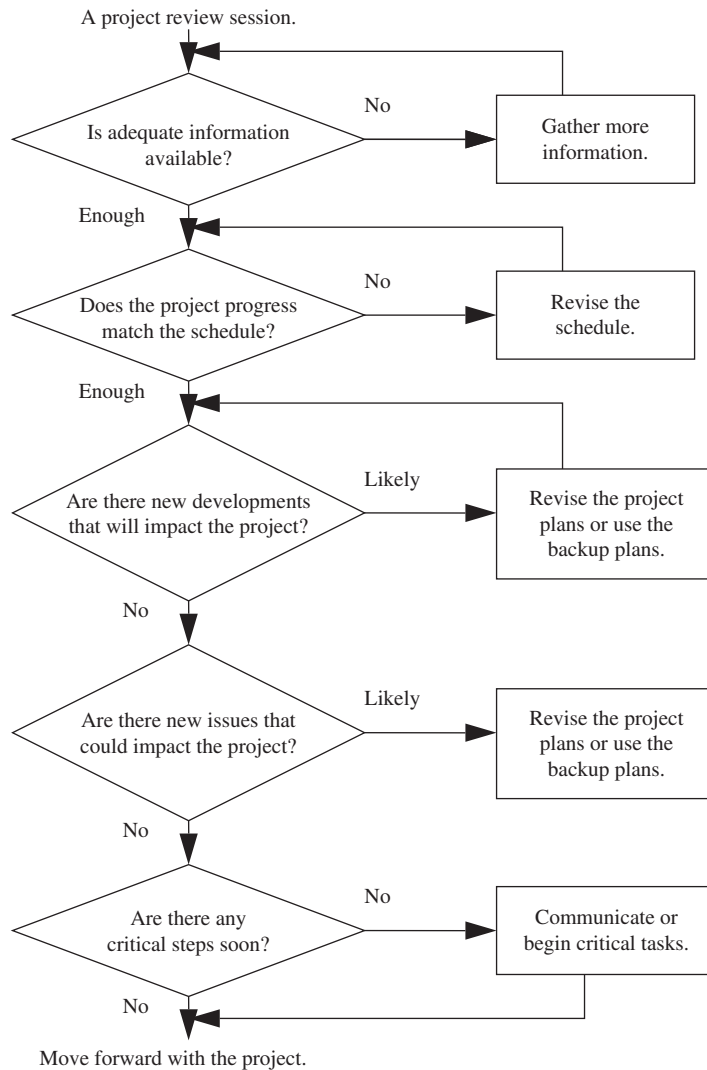 A project review session.
No
Is adequate information
available?
Gather more
information.
Enough
No
Does the project progress
match the schedule?
Revise the
schedule.
Enough
Likely
Are there new developments
that will impact the project?
Revise the project
plans or use the
backup plans.
No
Likely
Are there new issues that
could impact the project?
Revise the project
plans or use the
backup plans.
No
No
Are there any
critical steps soon?
Communicate or
begin critical tasks.
No
Move forward with the project.